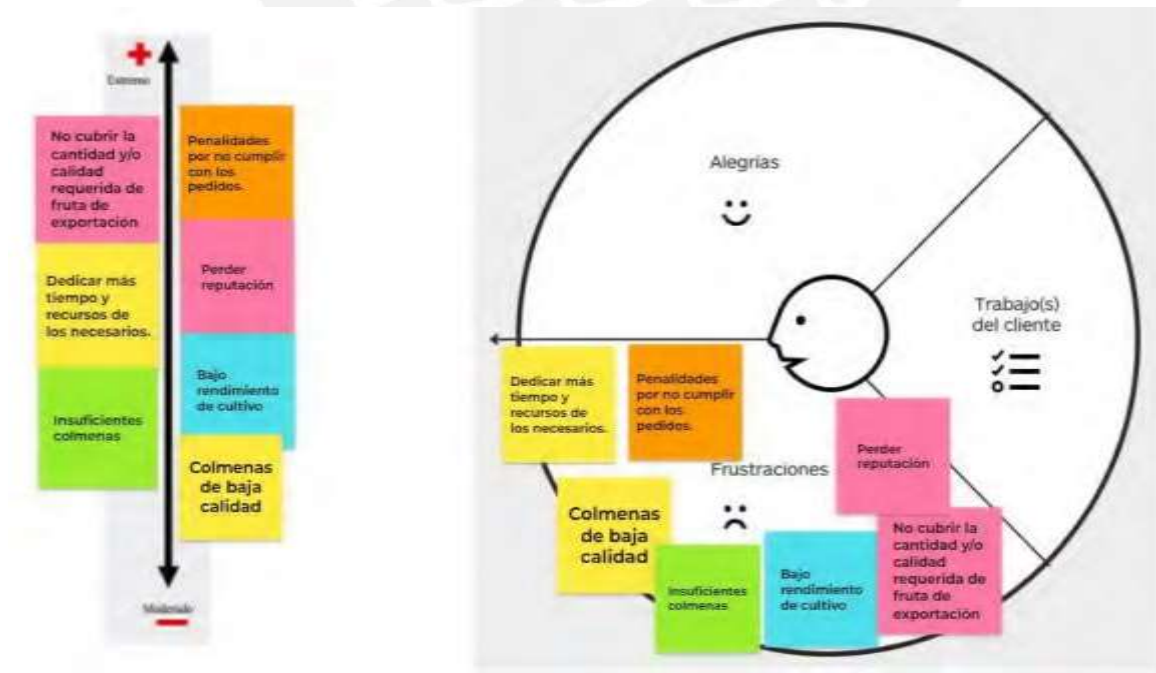 Extremo
No cubrir la
cantidad y/o
calidad
requerida de
fruta de
exportación
Penalidades
por no cumplir
con los
pedidos.
Dedicar más
tiempo y
recursos de
los necesarios.
Perder
reputación
Insuficientes
colmenas
Bajo
rendimiento
de cultivo
Colmenas
de baja
calidad
Moderado
Alegrías
Trabajo(s)
del cliente
Dedicar más
tiempo y
recursos de
los necesarios.
Penalidades
por no cumplir
con los
pedidos.
Frustraciones
Perder
reputación
Colmenas
de baja
calidad
Insuficientes
colmenas
Bajo
rendimiento
de cultivo
No cubrir la
cantidad y/o
calidad
requerida de
fruta de
exportación